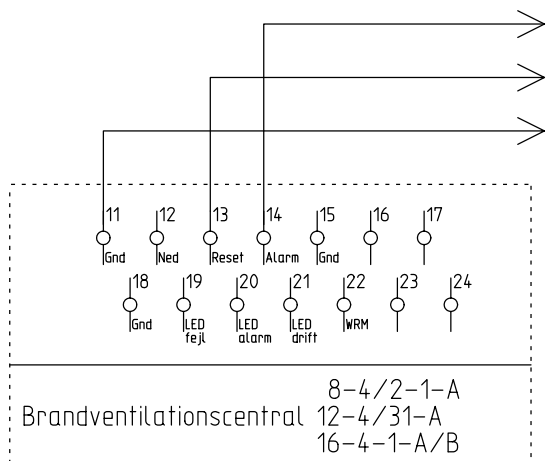 11 12 13 14 15 16 17
Gnd Ned Reset Alarm Gnd
18 19 20 21 22 23 24
Gnd LED fejl LED alarm LED drift WRM
8-4/2-1-A
Brandventilationscentral 12-4/31-A
16-4-1-A/B